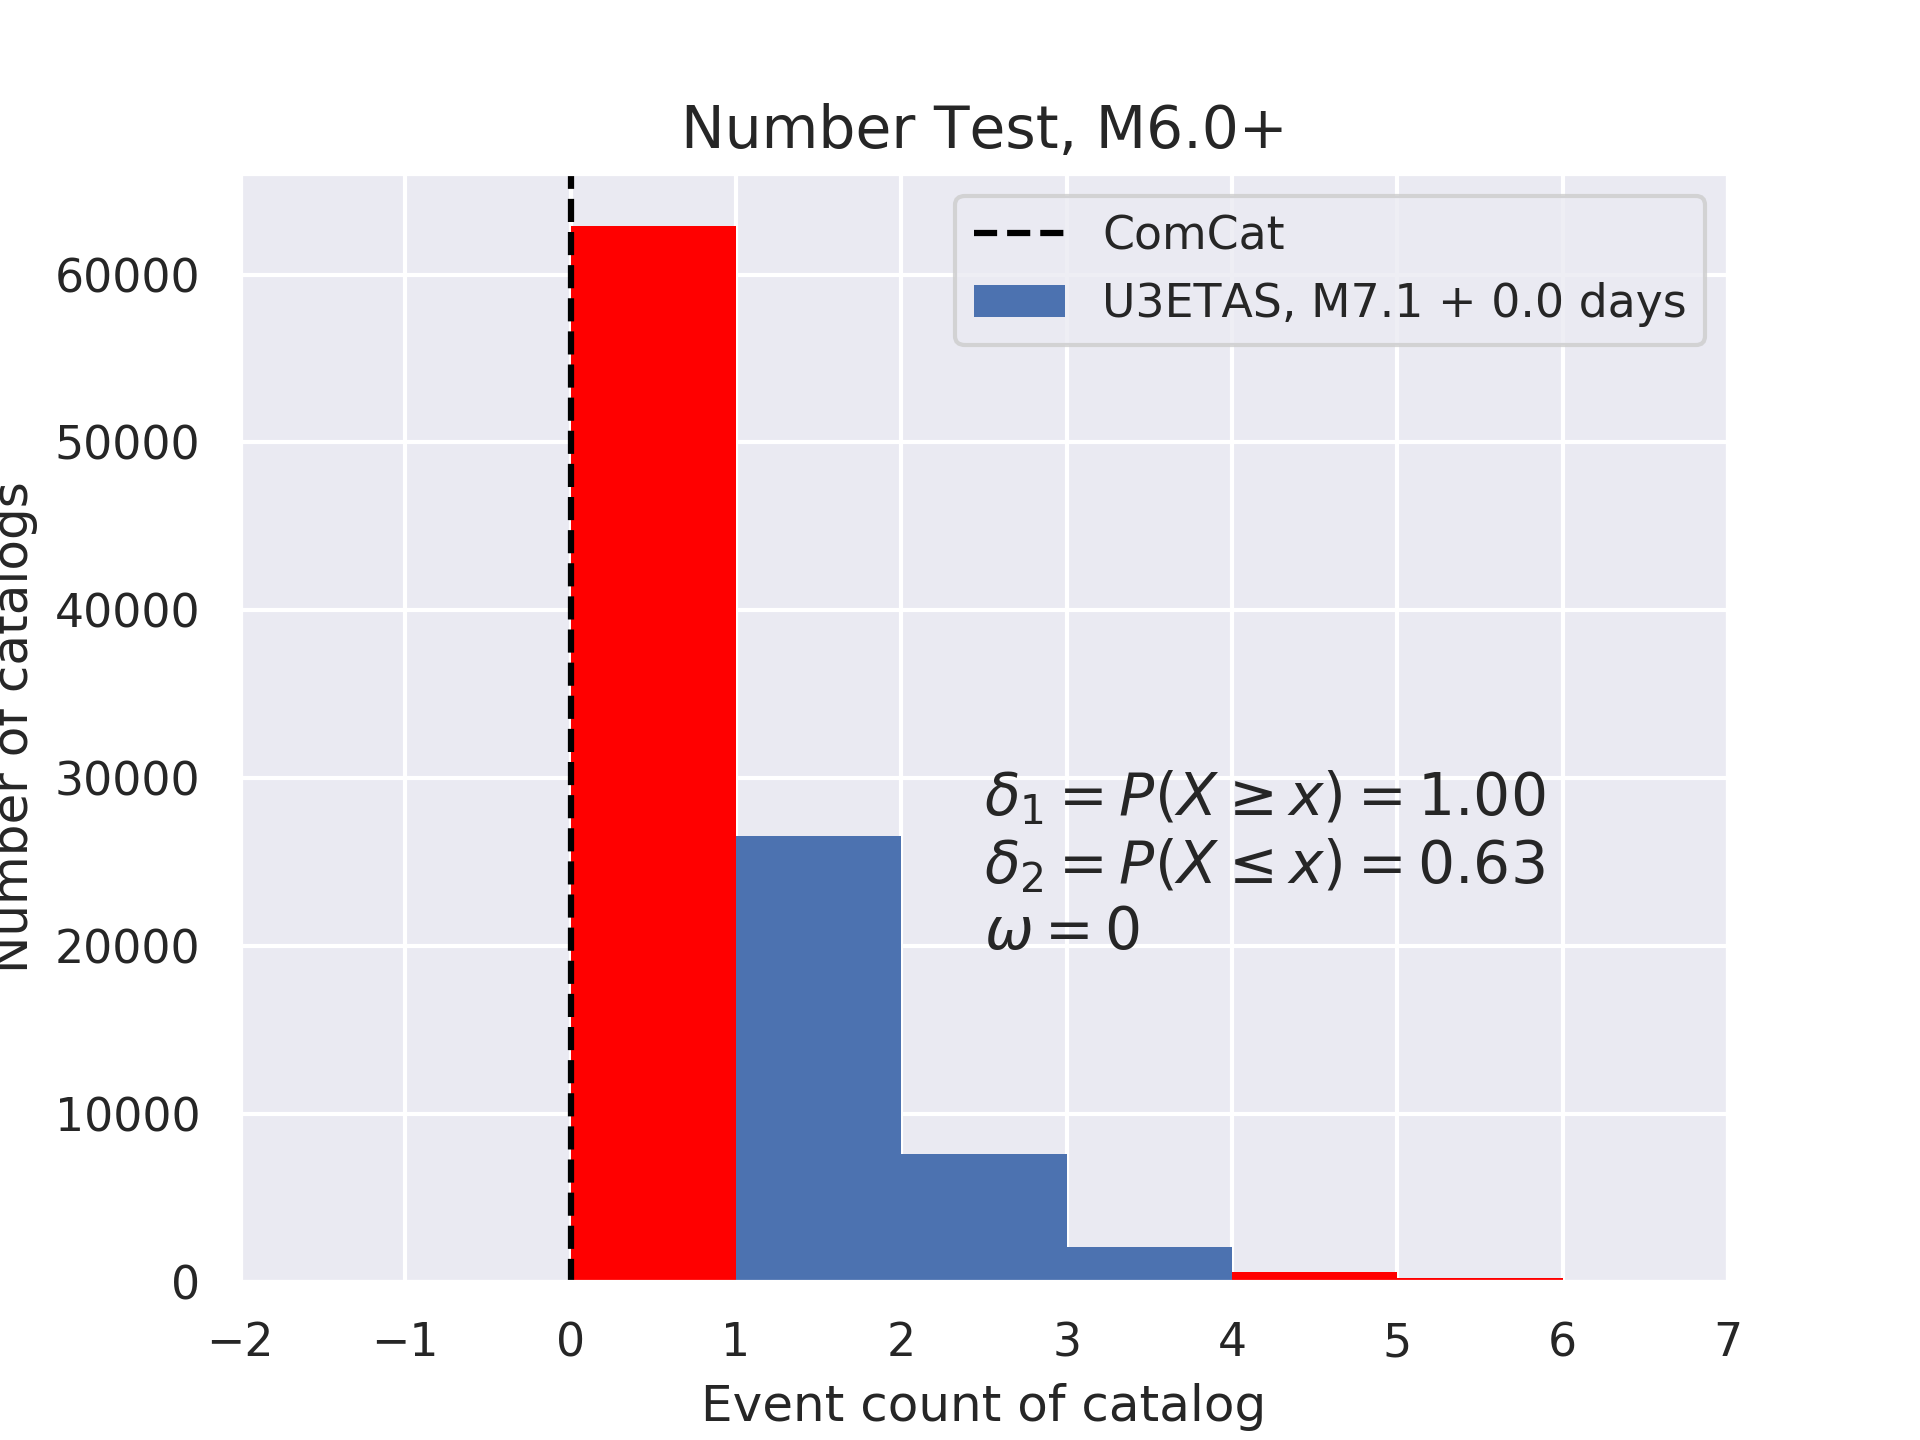 Number Test, M6.0+
ComCat
U3ETAS, M7.1 + 0.0 days
Number of catalogs
60000
50000
40000
30000
20000
10000
0
δ₁ = P(X ≥ x) = 1.00
δ₂ = P(X ≤ x) = 0.63
ω = 0
−2 −1 0 1 2 3 4 5 6 7
Event count of catalog